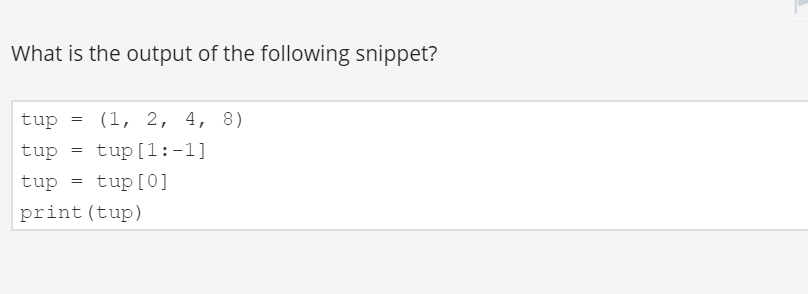 What is the output of the following snippet?
tup = (1, 2, 4, 8)
tup = tup[1:-1]
tup = tup[0]
print(tup)